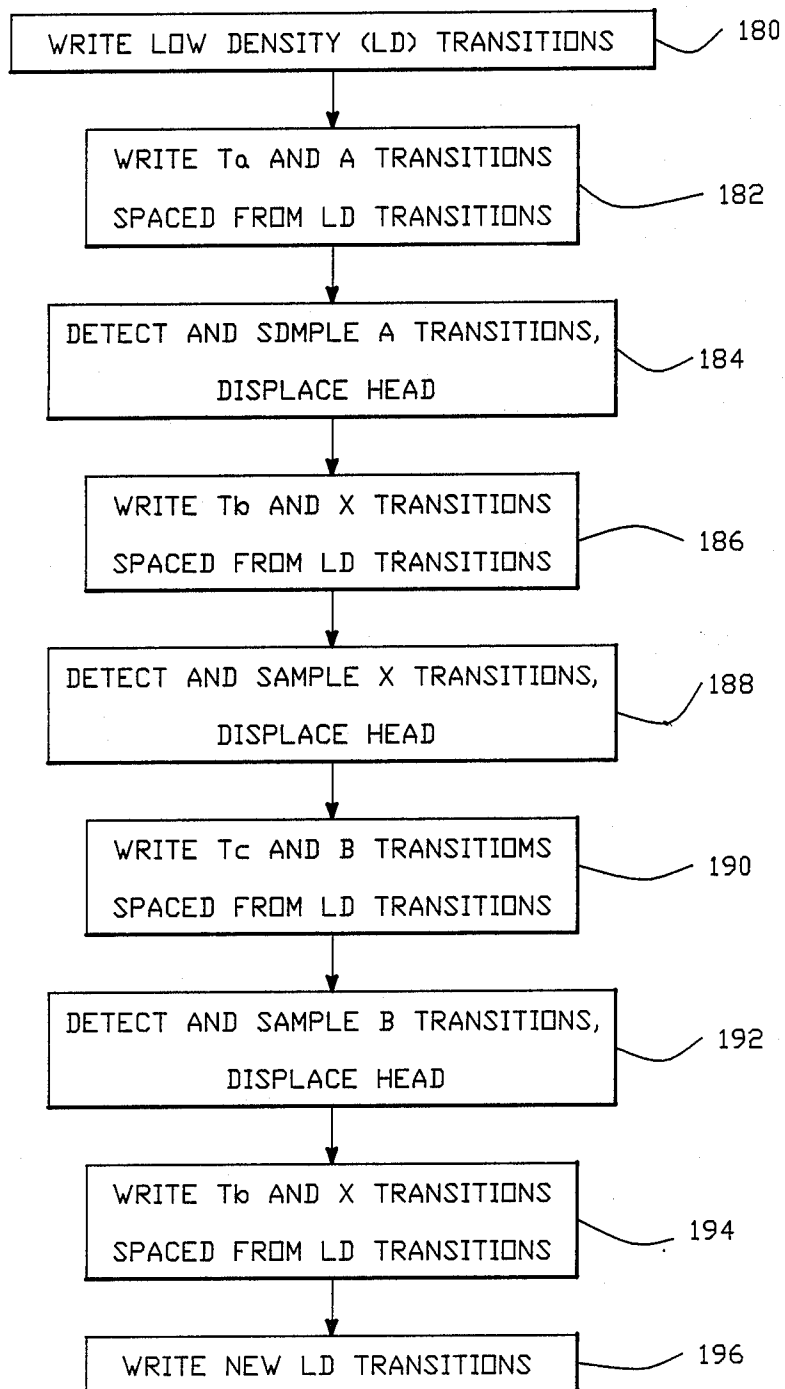 WRITE LOW DENSITY (LD) TRANSITIONS
180
WRITE Ta AND A TRANSITIONS
SPACED FROM LD TRANSITIONS
182
DETECT AND SDMPLE A TRANSITIONS,
DISPLACE HEAD
184
WRITE Tb AND X TRANSITIONS
SPACED FROM LD TRANSITIONS
186
DETECT AND SAMPLE X TRANSITIONS,
DISPLACE HEAD
188
WRITE Tc AND B TRANSITIOMS
SPACED FROM LD TRANSITIONS
190
DETECT AND SAMPLE B TRANSITIONS,
DISPLACE HEAD
192
WRITE Tb AND X TRANSITIONS
SPACED FROM LD TRANSITIONS
194
WRITE NEW LD TRANSITIONS
196